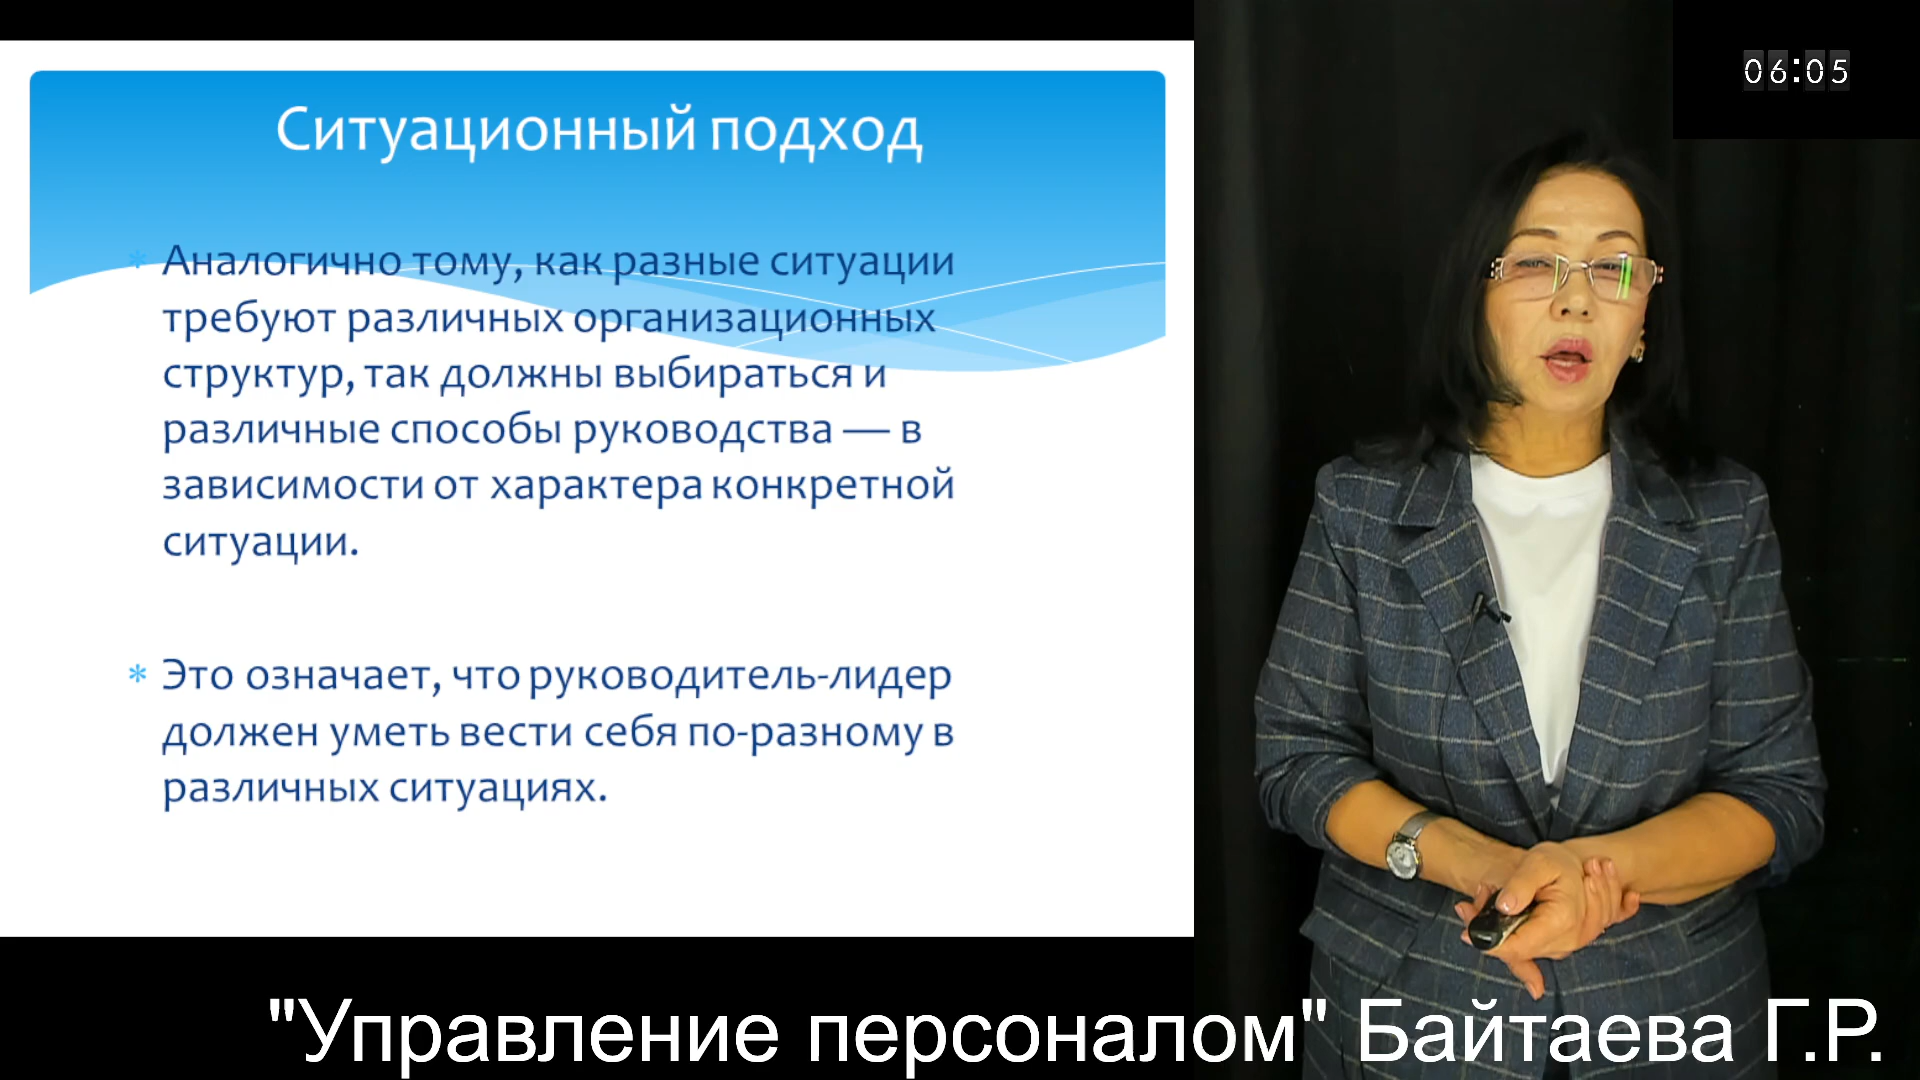 06:05
Ситуационный подход
* Аналогично тому, как разные ситуации
требуют различных организационных
структур, так должны выбираться и
различные способы руководства — в
зависимости от характера конкретной
ситуации.
* Это означает, что руководитель-лидер
должен уметь вести себя по-разному в
различных ситуациях.
"Управление персоналом" Байтаева Г.Р.